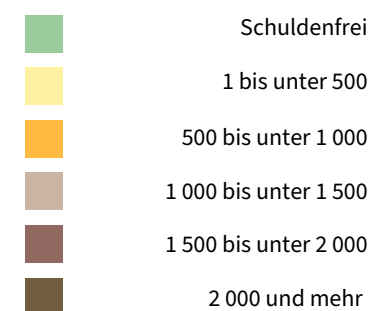 Schuldenfrei
1 bis unter 500
500 bis unter 1 000
1 000 bis unter 1 500
1 500 bis unter 2 000
2 000 und mehr